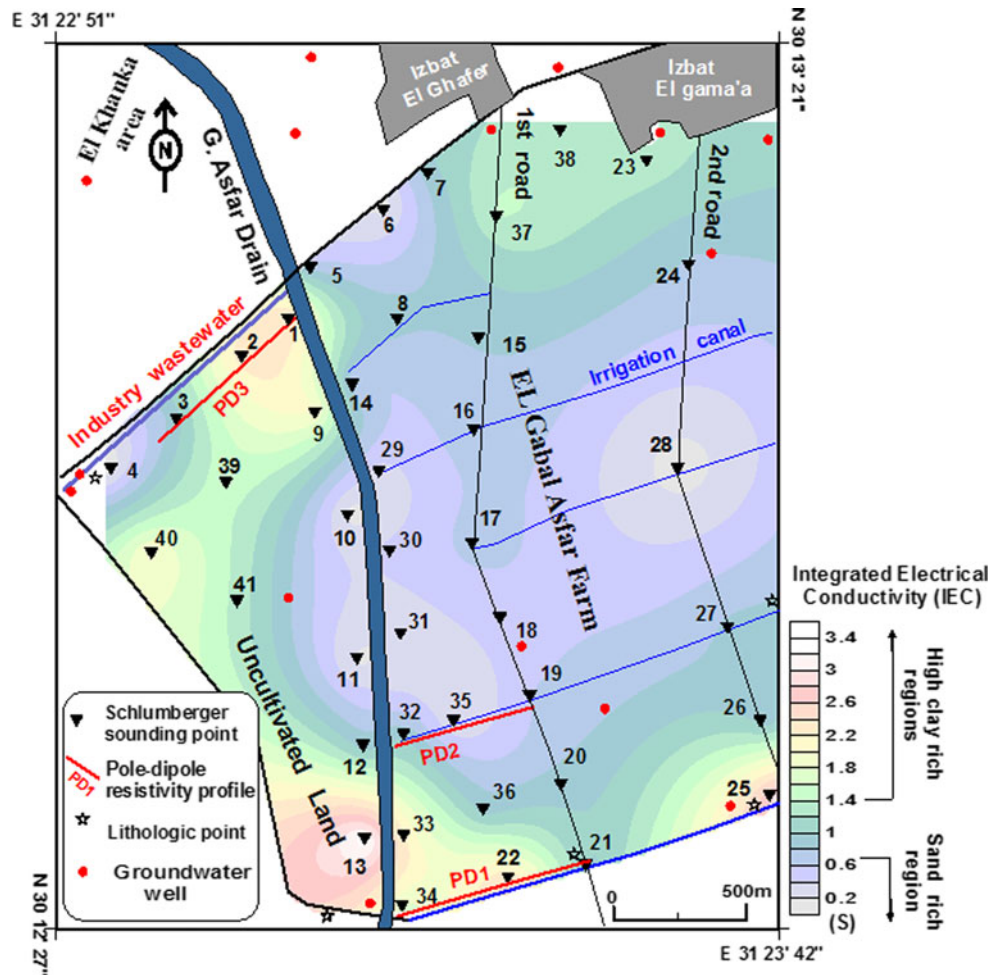 E 31 22' 51"
N 30 13' 21"
El Khanka
area
N
G. Asfar Drain
Izbat
El Ghafer
Izbat
El gama'a
1st road
2nd road
38
23
7
6
37
5
24
8
Industry wastewater
1
2
15
Irrigation canal
PD3
14
3
9
16
EL Gabal Asfar Farm
4
39
29
28
10
17
30
40
41
31
18
27
Uncultivated
Land
11
19
32
35
26
12
PD2
20
36
25
33
13
22
21
PD1
34
0
500m
Schlumberger
sounding point
PD1
Pole-dipole
resistivity profile
Lithologic point
Groundwater
well
Integrated Electrical
Conductivity (IEC)
3.4
3
2.6
2.2
1.8
1.4
1
0.6
0.2
(S)
High clay rich
regions
Sand rich
region
N 30 12' 27"
E 31 23' 42"